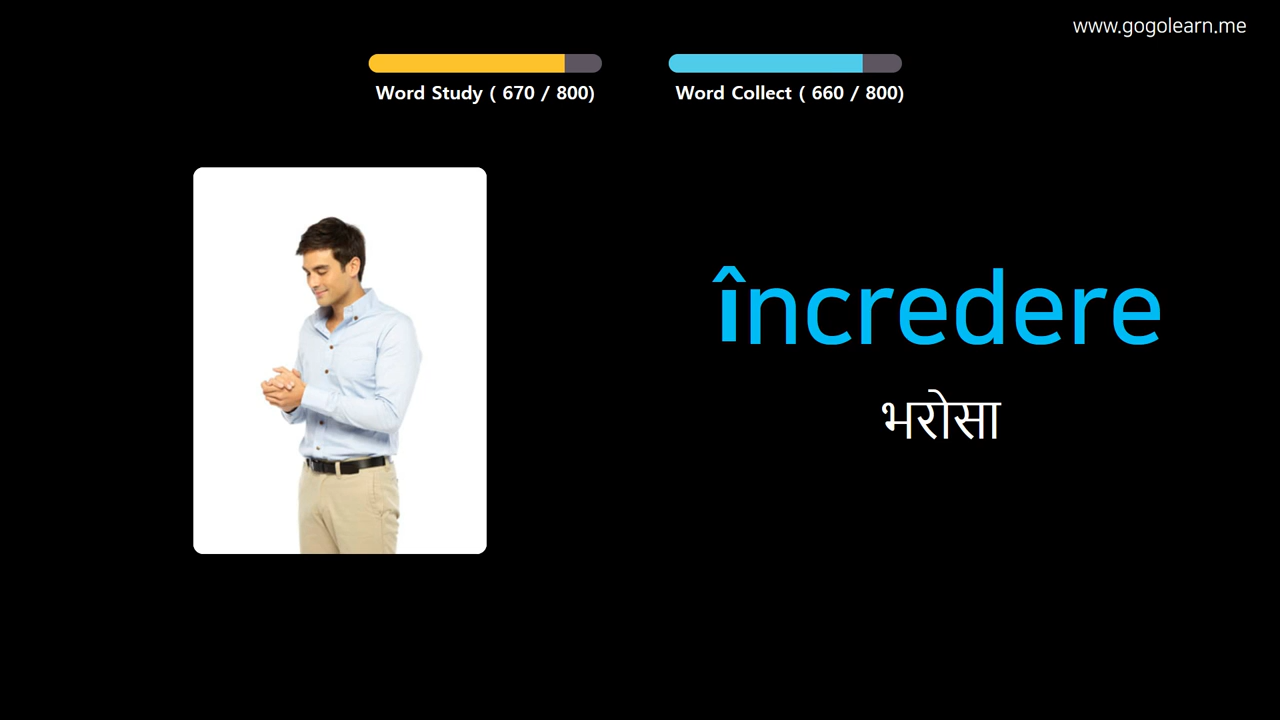 www.gogolearn.me
Word Study ( 670 / 800)
Word Collect ( 660 / 800)
încredere
भरोसा